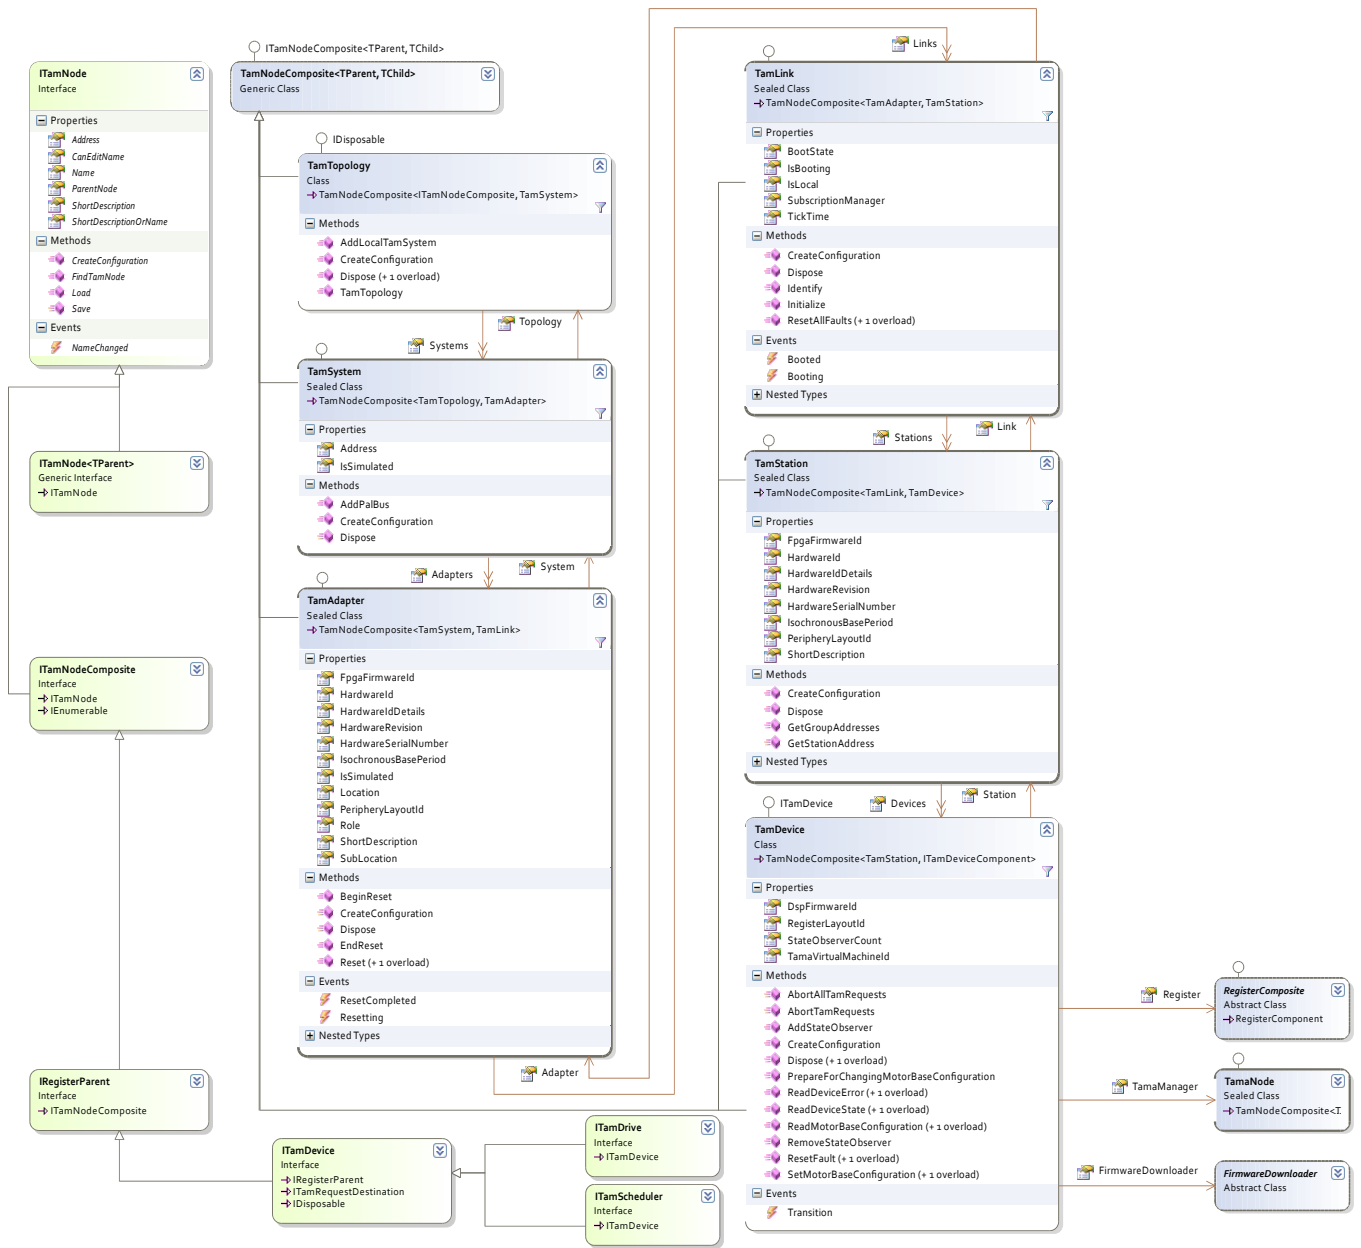 ITamNode
Interface
Properties
Address
CanEditName
Name
ParentNode
ShortDescription
ShortDescriptionOrName
Methods
CreateConfiguration
FindTamNode
Load
Save
Events
NameChanged
ITamNode<TParent>
Generic Interface
ITamNode
ITamNodeComposite
Interface
ITamNode
IEnumerable
IRegisterParent
Interface
ITamNodeComposite
ITamDevice
Interface
IRegisterParent
ITamRequestDestination
IDisposable
ITamDrive
Interface
ITamDevice
ITamScheduler
Interface
ITamDevice
ITamNodeComposite<TParent, TChild>
TamNodeComposite<TParent, TChild>
Generic Class
IDisposable
TamTopology
Class
TamNodeComposite<ITamNodeComposite, TamSystem>
Methods
AddLocalTamSystem
CreateConfiguration
Dispose (+ 1 overload)
TamTopology
Topology
Systems
TamSystem
Sealed Class
TamNodeComposite<TamTopology, TamAdapter>
Properties
Address
IsSimulated
Methods
AddPalBus
CreateConfiguration
Dispose
System
Adapters
TamAdapter
Sealed Class
TamNodeComposite<TamSystem, TamLink>
Properties
FpgaFirmwareId
HardwareId
HardwareIdDetails
HardwareRevision
HardwareSerialNumber
IsochronousBasePeriod
IsSimulated
Location
PeripheryLayoutId
Role
ShortDescription
SubLocation
Methods
BeginReset
CreateConfiguration
Dispose
EndReset
Reset (+ 1 overload)
Events
ResetCompleted
Resetting
Nested Types
Adapter
Links
TamLink
Sealed Class
TamNodeComposite<TamAdapter, TamStation>
Properties
BootState
IsBooting
IsLocal
SubscriptionManager
TickTime
Methods
CreateConfiguration
Dispose
Identify
Initialize
ResetAllFaults (+ 1 overload)
Events
Booted
Booting
Nested Types
Link
Stations
TamStation
Sealed Class
TamNodeComposite<TamLink, TamDevice>
Properties
FpgaFirmwareId
HardwareId
HardwareIdDetails
HardwareRevision
HardwareSerialNumber
IsochronousBasePeriod
PeripheryLayoutId
ShortDescription
Methods
CreateConfiguration
Dispose
GetGroupAddresses
GetStationAddress
Nested Types
Station
ITamDevice
Devices
TamDevice
Class
TamNodeComposite<TamStation, ITamDeviceComponent>
Properties
DspFirmwareId
RegisterLayoutId
StateObserverCount
TamaVirtualMachineId
Methods
AbortAllTamRequests
AbortTamRequests
AddStateObserver
CreateConfiguration
Dispose (+ 1 overload)
PrepareForChangingMotorBaseConfiguration
ReadDeviceError (+ 1 overload)
ReadDeviceState (+ 1 overload)
ReadMotorBaseConfiguration (+ 1 overload)
RemoveStateObserver
ResetFault (+ 1 overload)
SetMotorBaseConfiguration (+ 1 overload)
Events
Transition
Register
RegisterComposite
Abstract Class
RegisterComponent
TamaManager
TamaNode
Sealed Class
TamNodeComposite<T.
FirmwareDownloader
FirmwareDownloader
Abstract Class